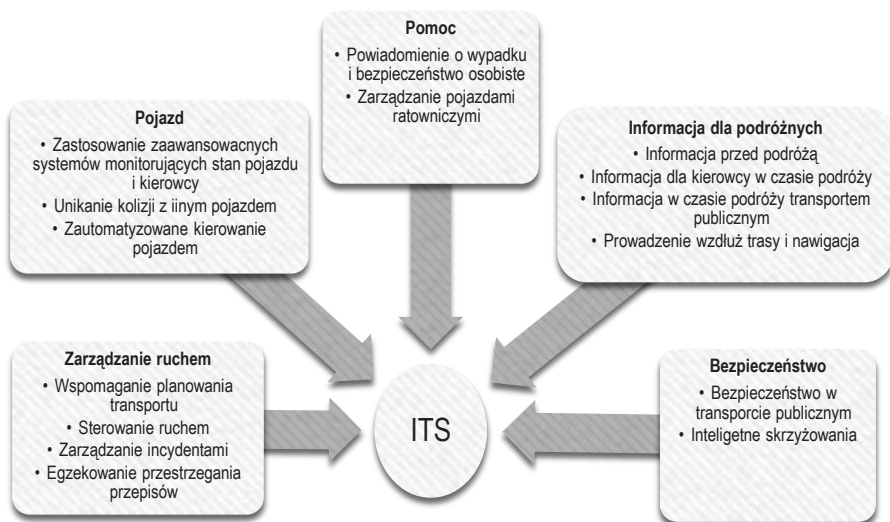 Pomoc
• Powiadomienie o wypadku
i bezpieczeństwo osobiste
• Zarządzanie pojazdami
ratowniczymi
Pojazd
• Zastosowanie zaawansowacnych
systemów monitorujących stan pojazdu
i kierowcy
• Unikanie kolizji z iinym pojazdem
• Zautomatyzowane kierowanie
pojazdem
Informacja dla podróżnych
• Informacja przed podróżą
• Informacja dla kierowcy w czasie podróży
• Informacja w czasie podróży transportem
publicznym
• Prowadzenie wzdłuż trasy i nawigacja
Zarządzanie ruchem
• Wspomaganie planowania
transportu
• Sterowanie ruchem
• Zarządzanie incydentami
• Egzekowanie przestrzegania
przepisów
ITS
Bezpieczeństwo
• Bezpieczeństwo w
transporcie publicznym
• Inteligetne skrzyżowania